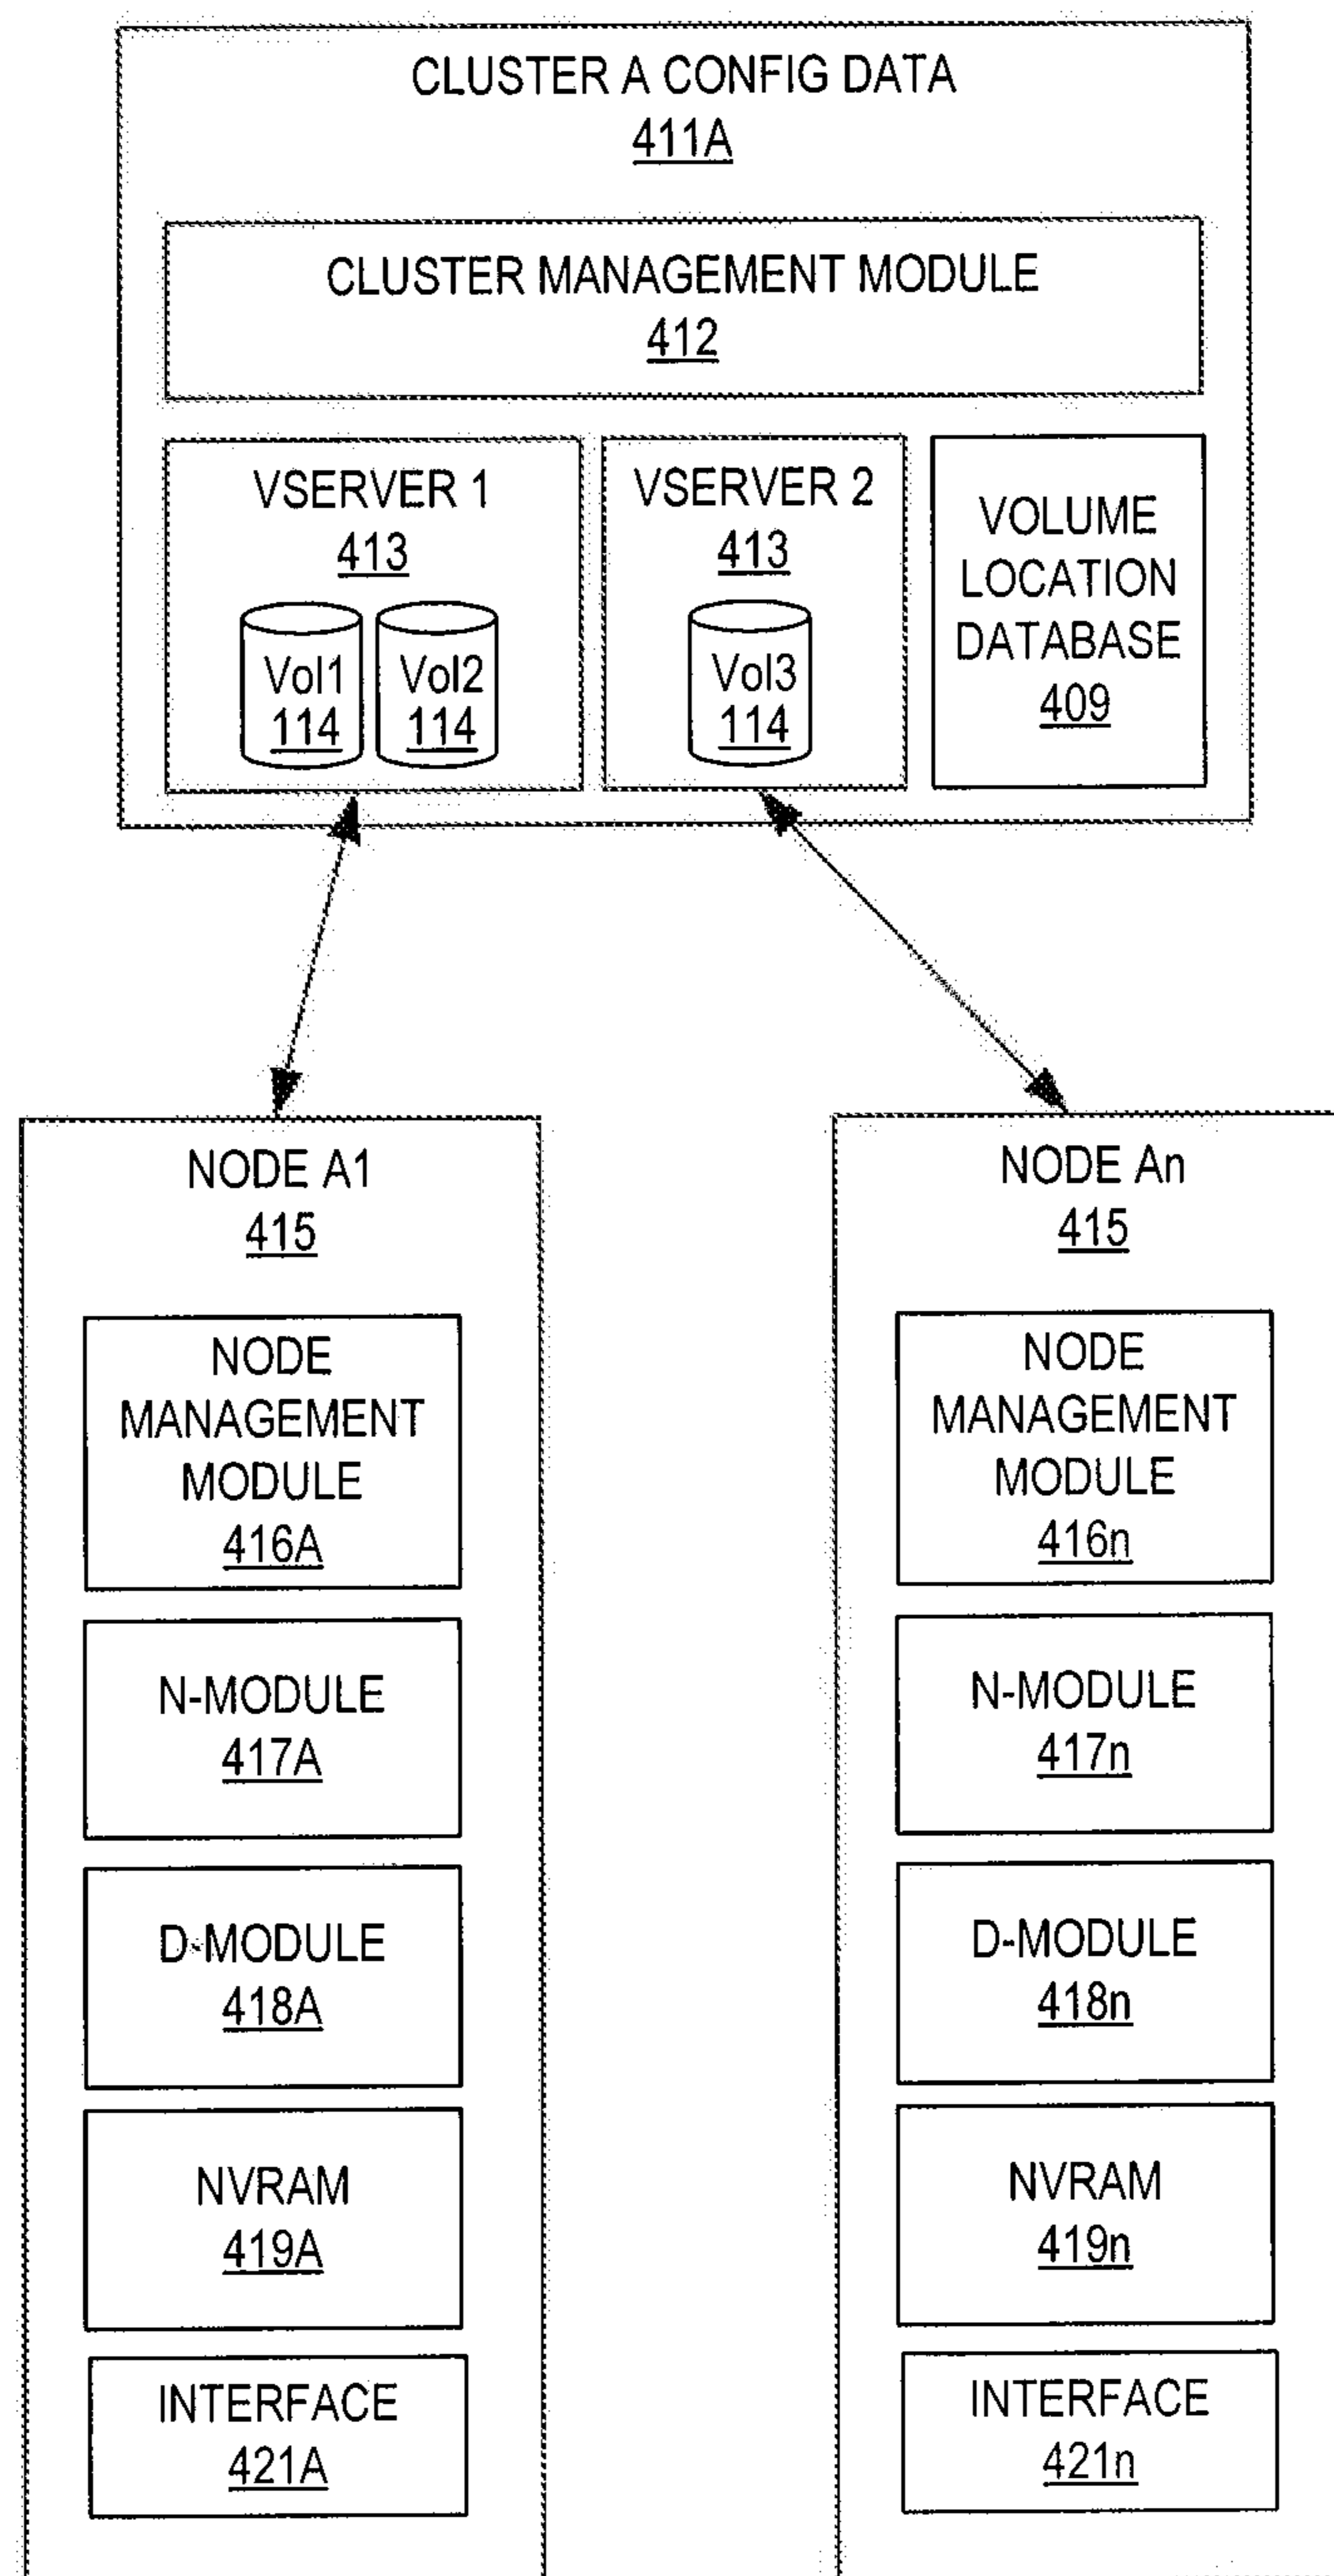 CLUSTER A CONFIG DATA
411A
CLUSTER MANAGEMENT MODULE
412
VSERVER 1
413
Vol1
114
Vol2
114
VSERVER 2
413
Vol3
114
VOLUME
LOCATION
DATABASE
409
NODE A1
415
NODE
MANAGEMENT
MODULE
416A
N-MODULE
417A
D-MODULE
418A
NVRAM
419A
INTERFACE
421A
NODE An
415
NODE
MANAGEMENT
MODULE
416n
N-MODULE
417n
D-MODULE
418n
NVRAM
419n
INTERFACE
421n